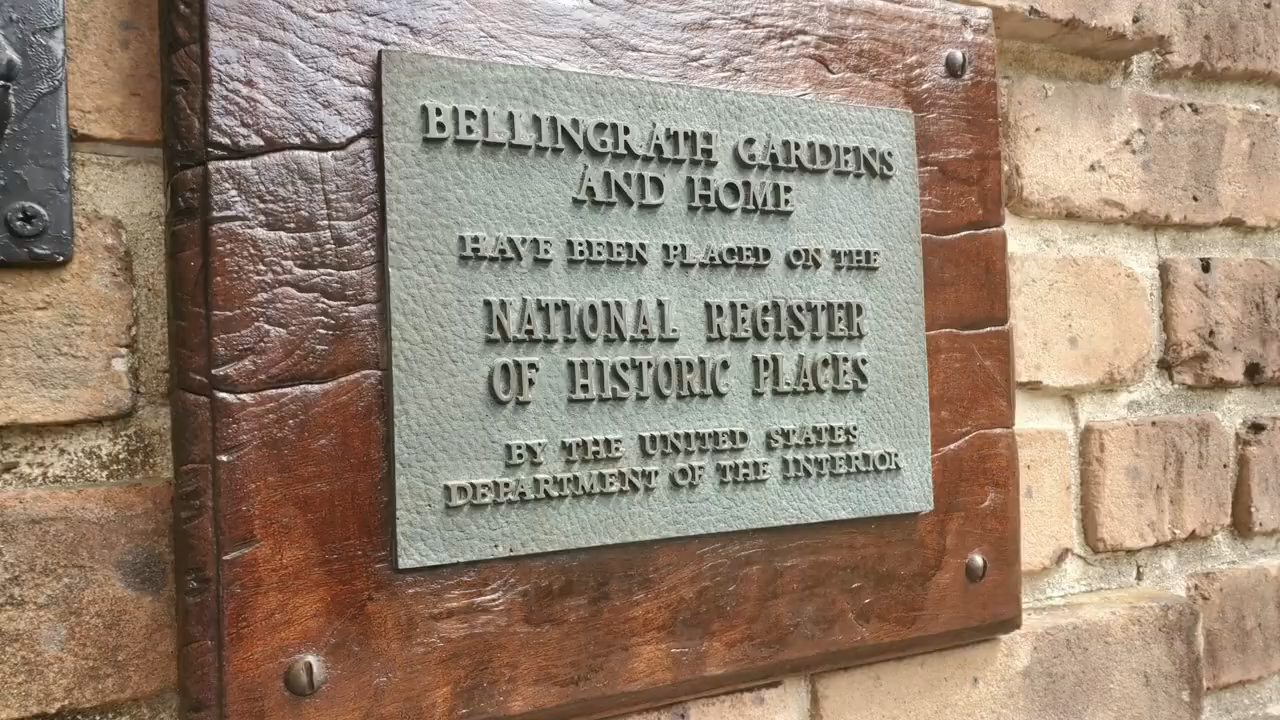 BELLINGRATH GARDENS
AND HOME
HAVE BEEN PLACED ON THE
NATIONAL REGISTER
OF HISTORIC PLACES
BY THE UNITED STATES
DEPARTMENT OF THE INTERIOR